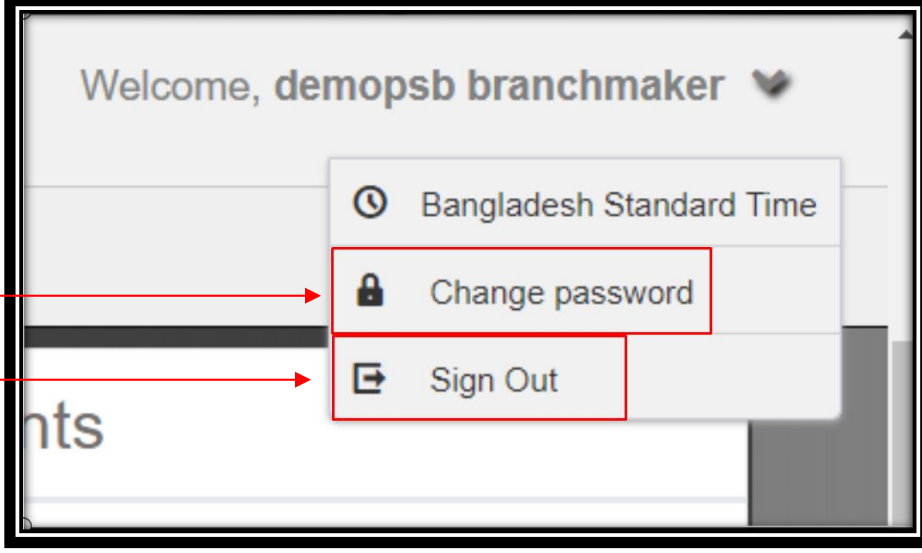 Welcome, demopsb branchmaker
Bangladesh Standard Time
Change password
Sign Out
nts